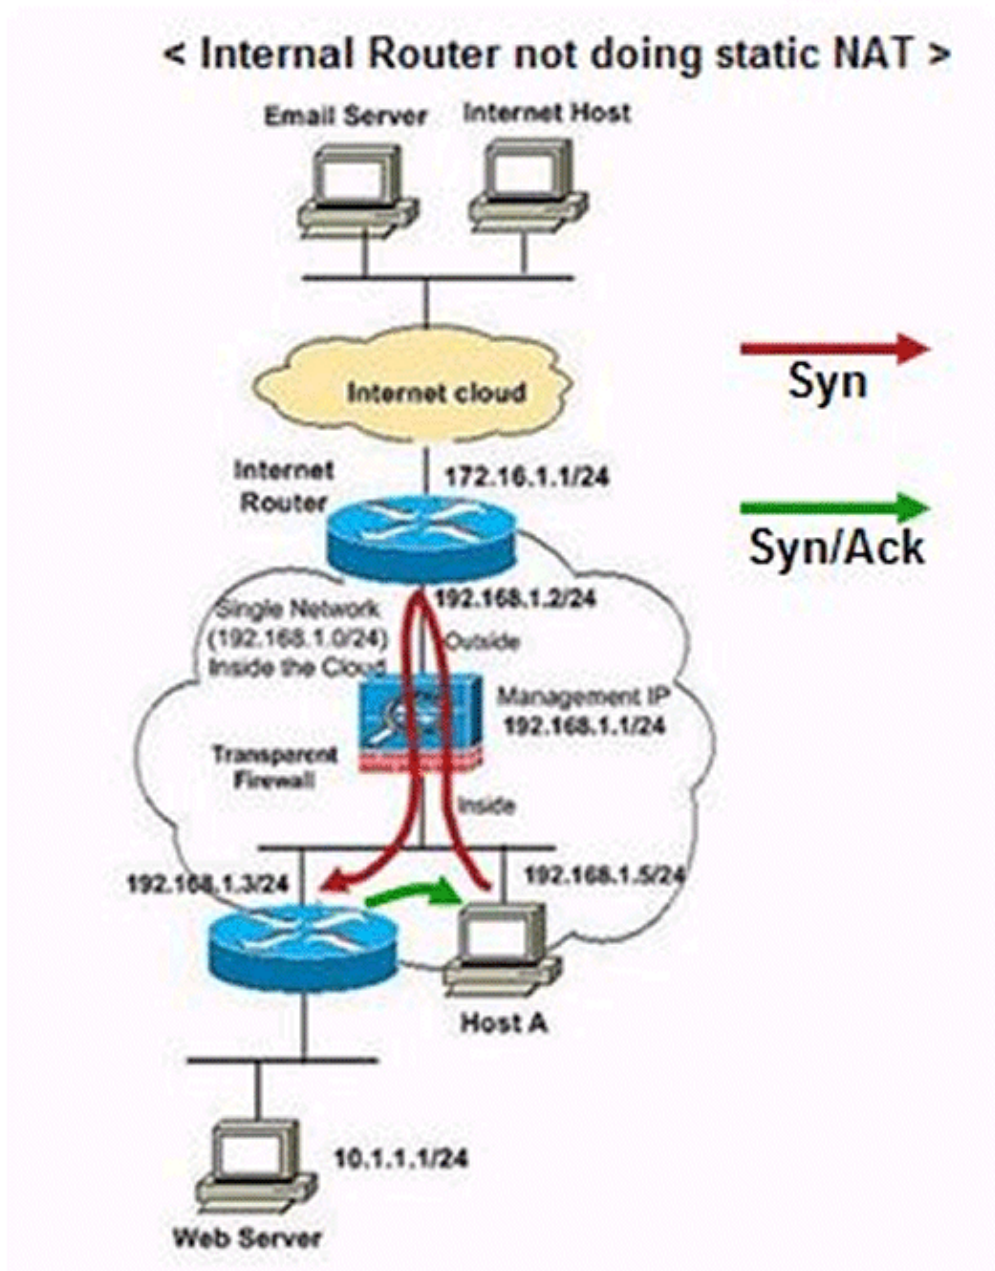 < Internal Router not doing static NAT >
Email Server
Internet Host
Internet cloud
Syn
Internet
Router
172.16.1.1/24
Syn/Ack
192.168.1.2/24
Single Network
(192.168.1.0/24)
Inside the Cloud
Outside
Management IP
192.168.1.1/24
Transparent
Firewall
Inside
192.168.1.3/24
192.168.1.5/24
Host A
10.1.1.1/24
Web Server